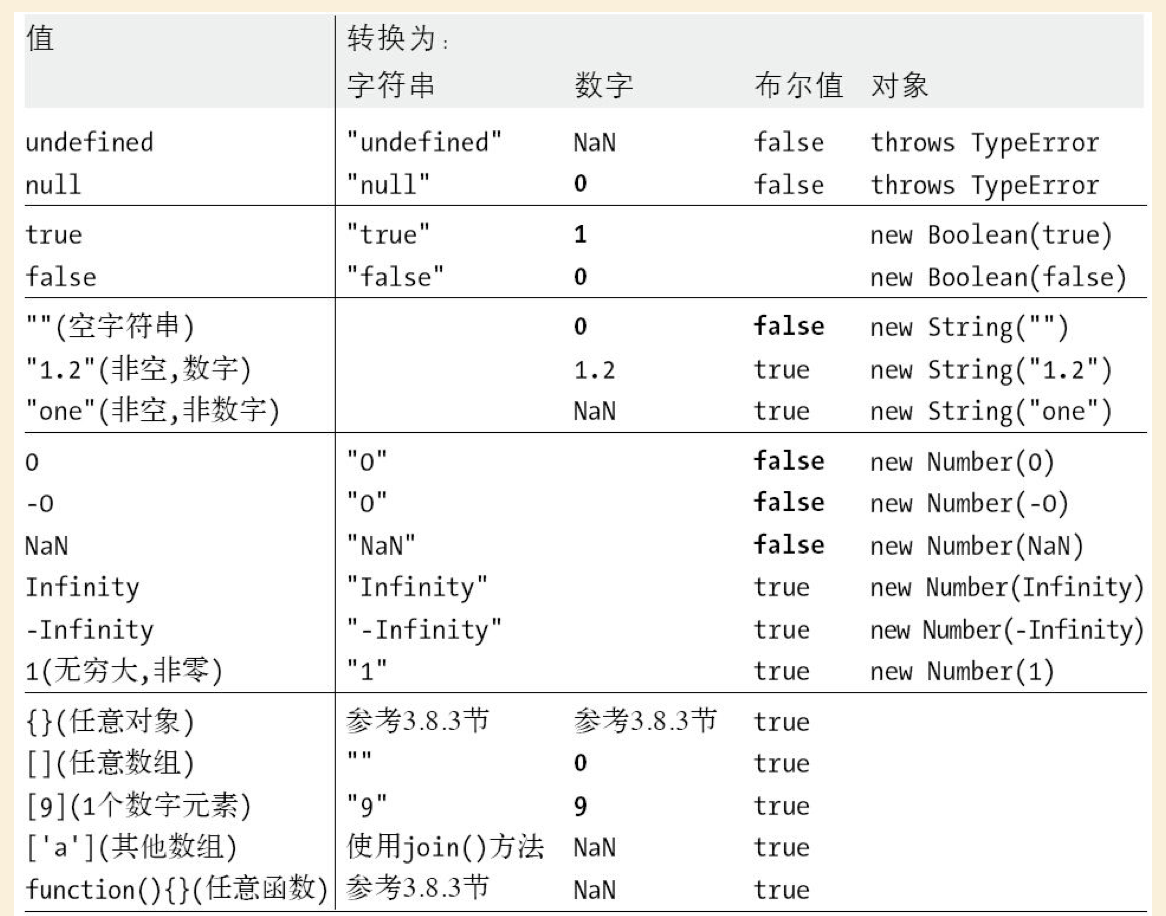 值 转换为:
字符串 数字 布尔值 对象
undefined "undefined" NaN false throws TypeError
null "null" 0 false throws TypeError
true "true" 1 new Boolean(true)
false "false" 0 new Boolean(false)
""(空字符串) 0 false new String("")
"1.2"(非空,数字) 1.2 true new String("1.2")
"one"(非空,非数字) NaN true new String("one")
0 "0" false new Number(0)
-0 "0" false new Number(-0)
NaN "NaN" false new Number(NaN)
Infinity "Infinity" true new Number(Infinity)
-Infinity "-Infinity" true new Number(-Infinity)
1(无穷大,非零) "1" true new Number(1)
{}(任意对象) 参考3.8.3节 参考3.8.3节 true
[](任意数组) "" 0 true
[9](1个数字元素) "9" 9 true
['a'](其他数组) 使用join()方法 NaN true
function(){}(任意函数) 参考3.8.3节 NaN true